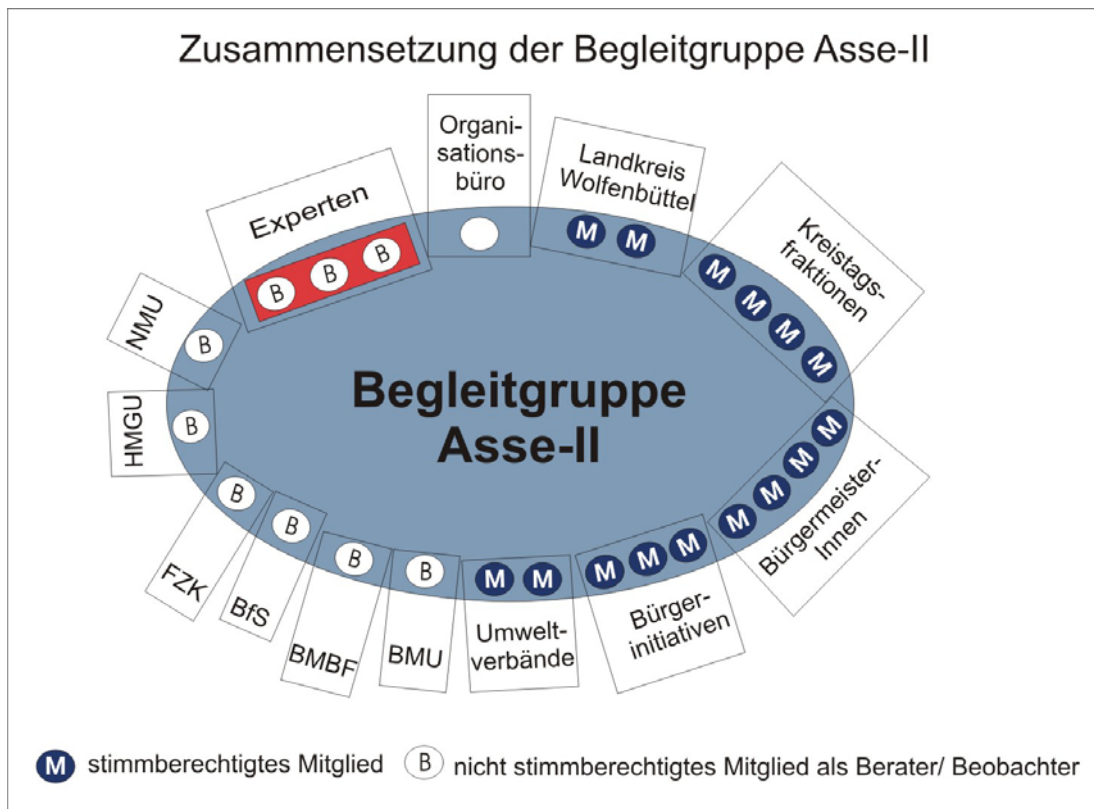 Zusammensetzung der Begleitgruppe Asse-II
Organi-
sations-
büro
Landkreis
Wolfenbüttel
M M
Kreistags-
fraktionen
M M M M
Bürgermeister-
Innen
M M M M
Bürger-
initiativen
M M M
Umwelt-
verbände
M M
BMU
B
BMBF
B
BfS
B
FZK
B
HMGU
B
NMU
B
Experten
B B B
Begleitgruppe
Asse-II
M stimmberechtigtes Mitglied B nicht stimmberechtigtes Mitglied als Berater/ Beobachter